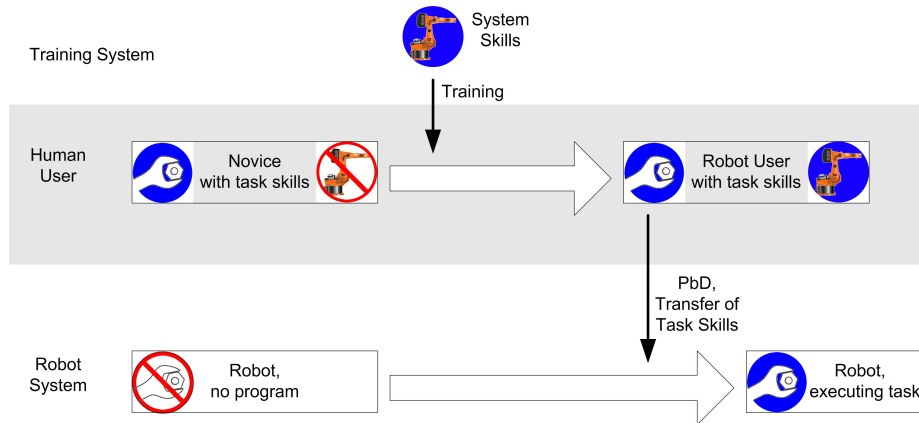 System
Skills
Training System
Training
Human
User
Novice
with task skills
Robot User
with task skills
PbD,
Transfer of
Task Skills
Robot
System
Robot,
no program
Robot,
executing task